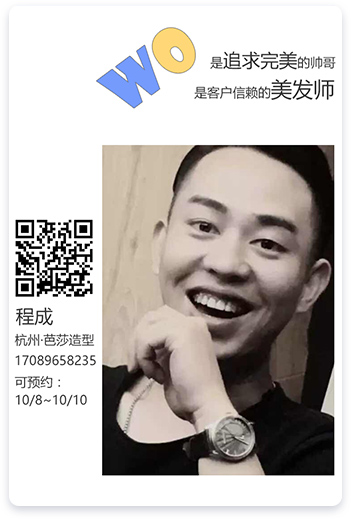 wo
是追求完美的帅哥
是客户信赖的美发师
程成
杭州·芭莎造型
17089658235
可预约：
10/8~10/10